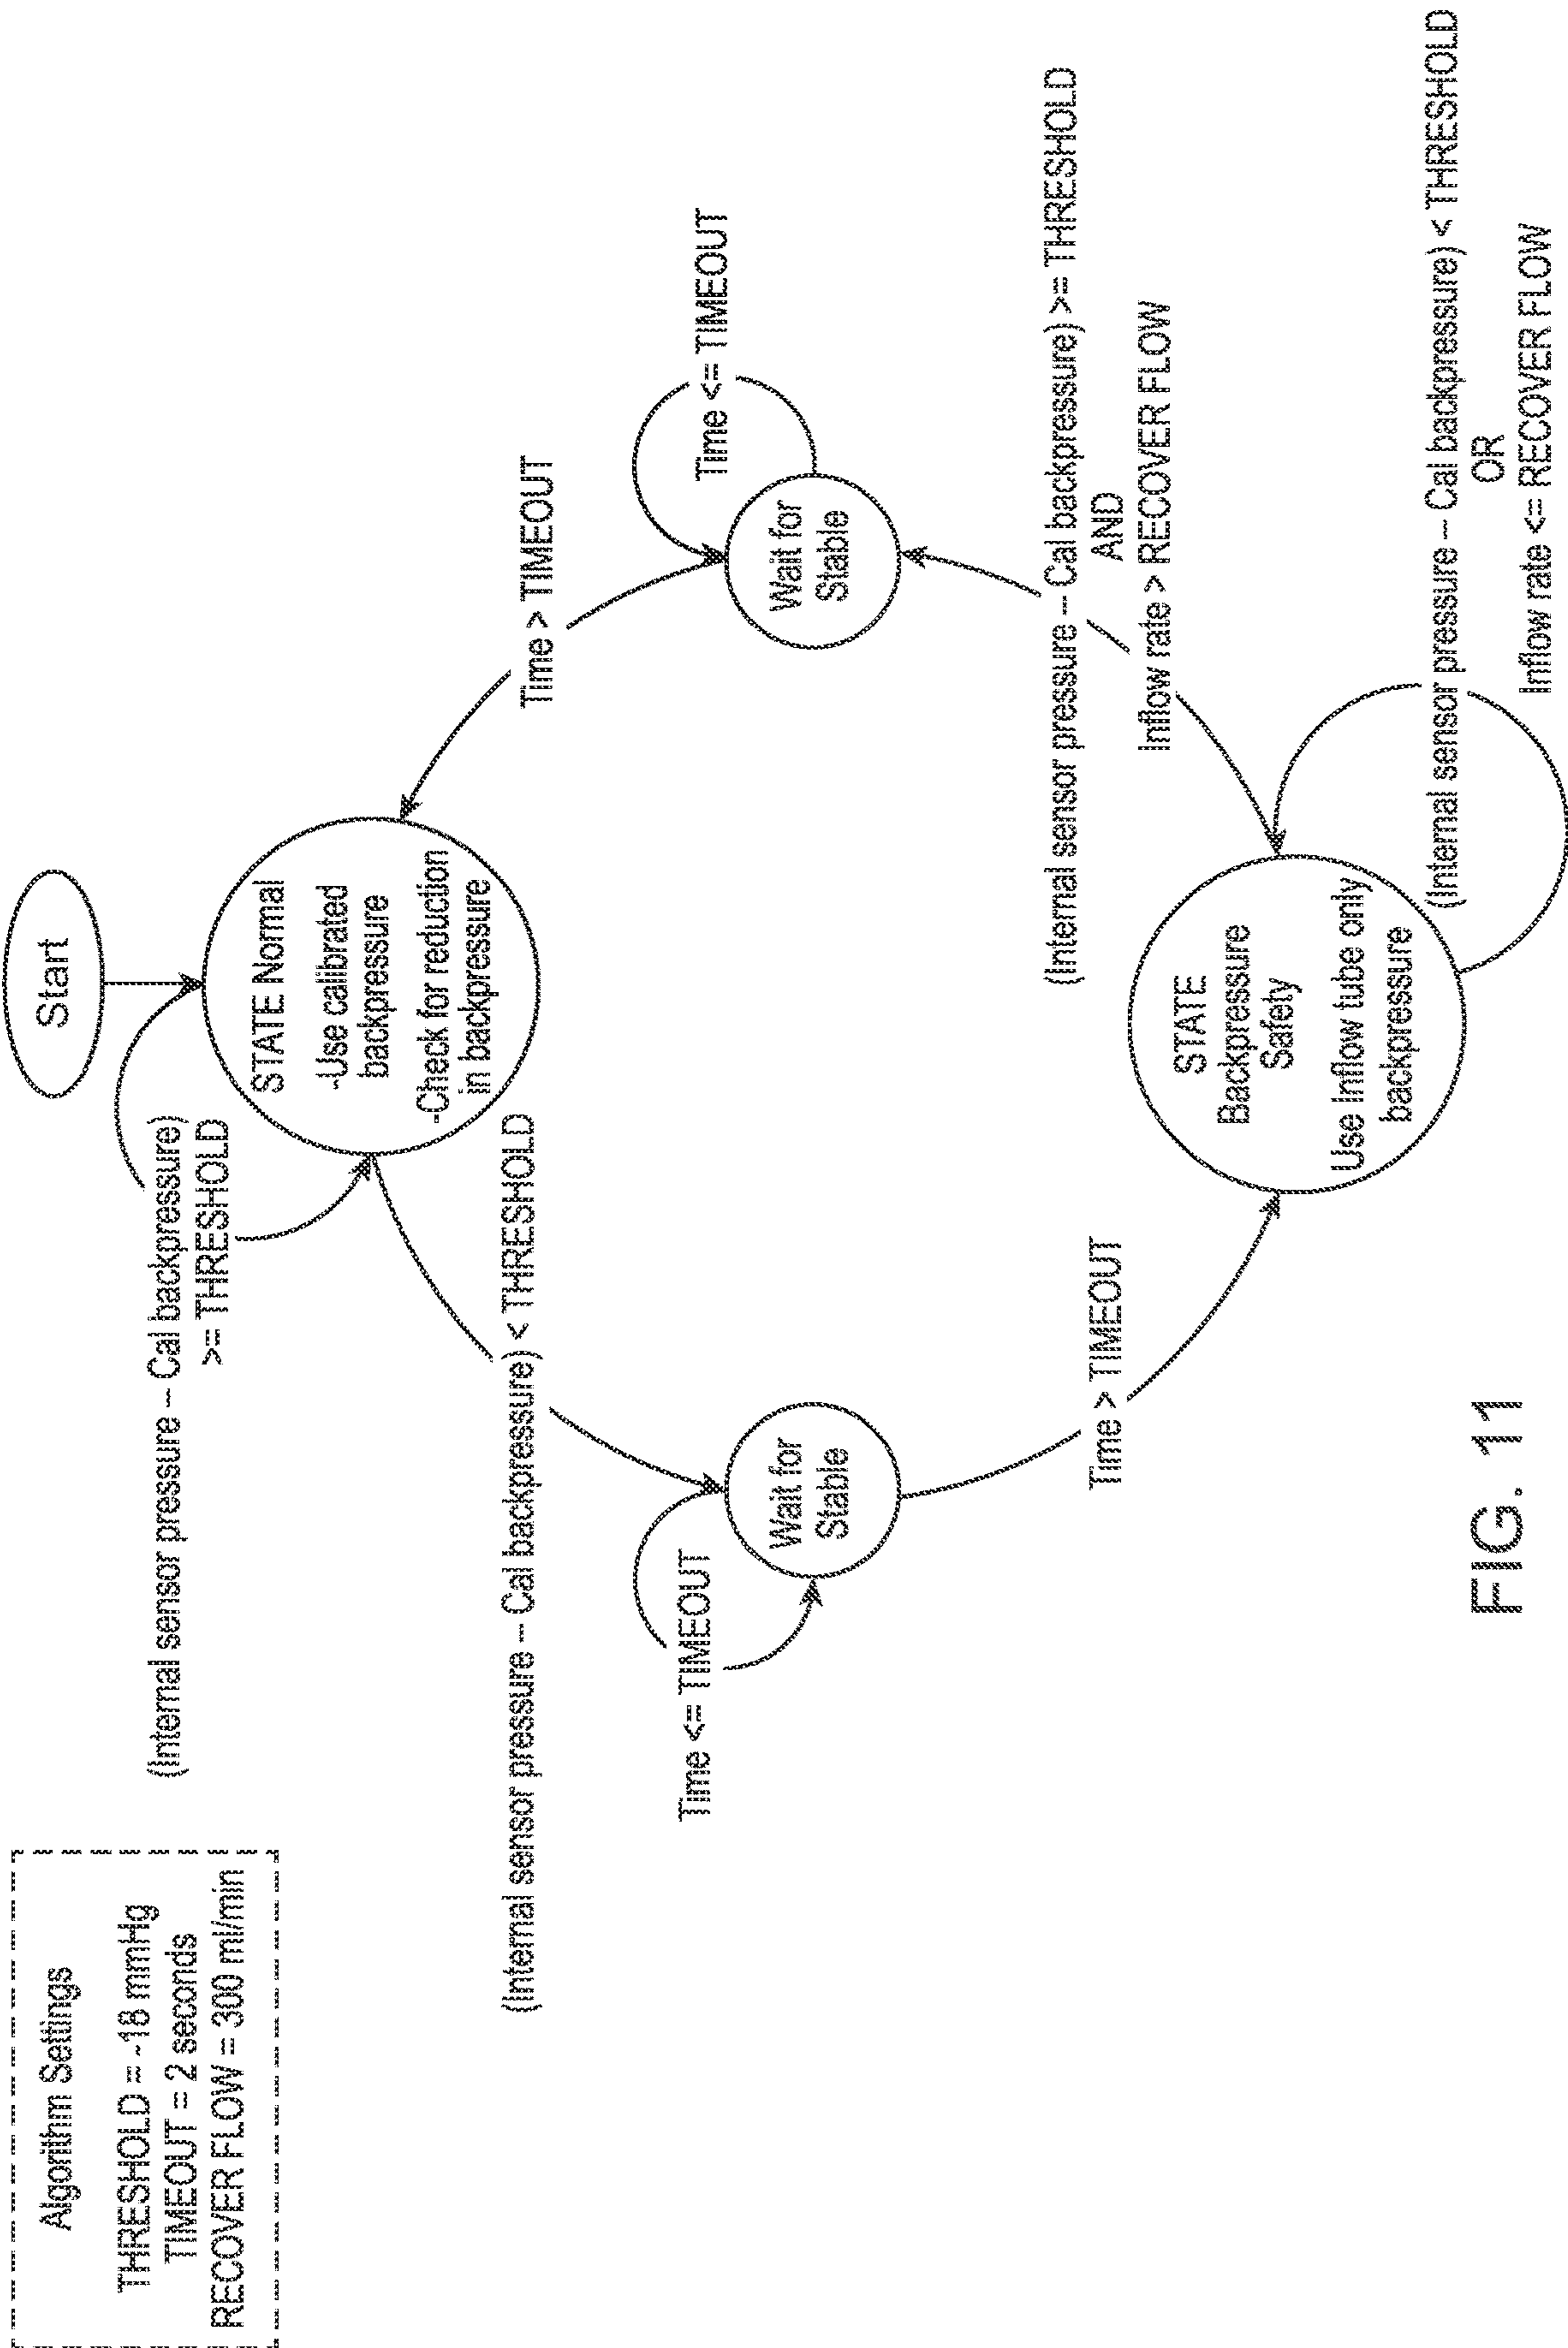 Algorithm Settings
THRESHOLD = -18 mmHg
TIMEOUT = 2 seconds
RECOVER FLOW = 300 ml/min
Start
(Internal sensor pressure – Cal backpressure)
>= THRESHOLD
STATE Normal
-Use calibrated
backpressure
-Check for reduction
in backpressure
(Internal sensor pressure – Cal backpressure) < THRESHOLD
Time > TIMEOUT
Time <= TIMEOUT
Wait for
Stable
Time <= TIMEOUT
Wait for
Stable
Time > TIMEOUT
(Internal sensor pressure – Cal backpressure) >= THRESHOLD
AND
Inflow rate > RECOVER FLOW
STATE
Backpressure
Safety
Use Inflow tube only
backpressure
(Internal sensor pressure – Cal backpressure) < THRESHOLD
OR
Inflow rate <= RECOVER FLOW
FIG. 11